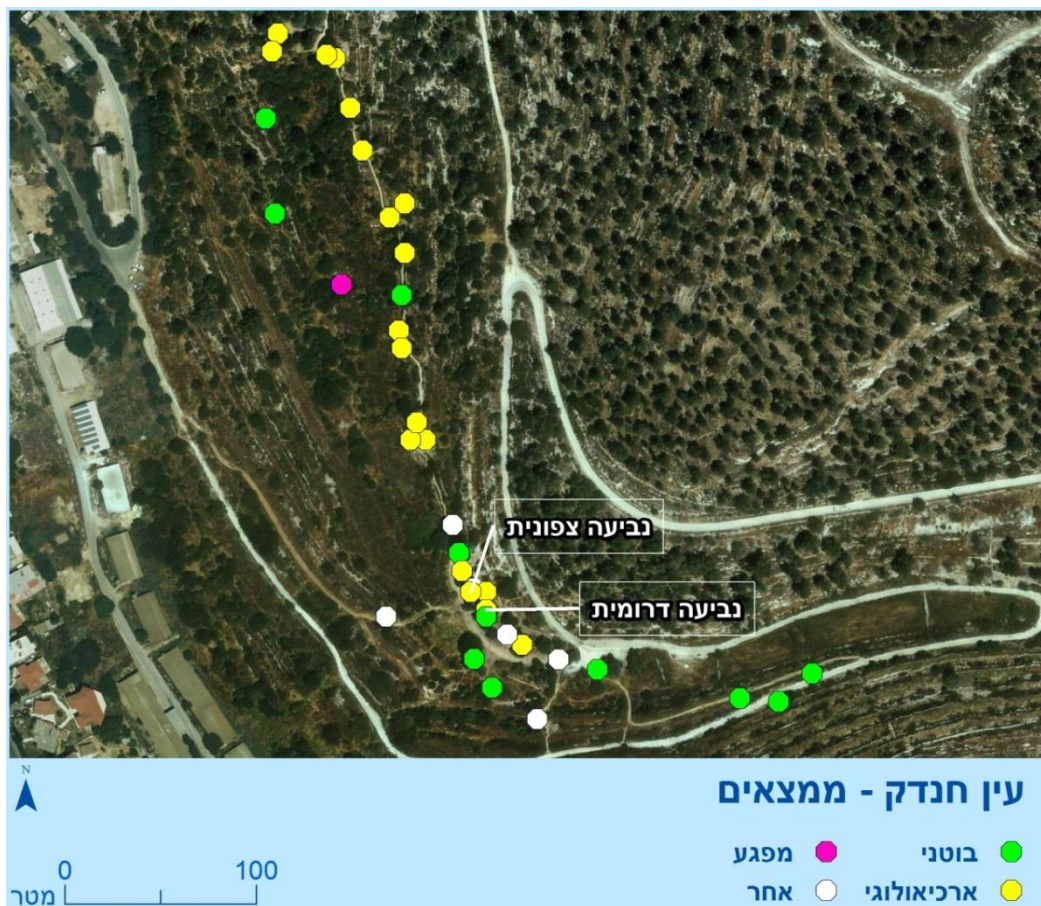 נביעה צפונית
נביעה דרומית
עין חנדק - ממצאים
N
בוטני
מפגע
ארכיאולוגי
אחר
0 100
מטר